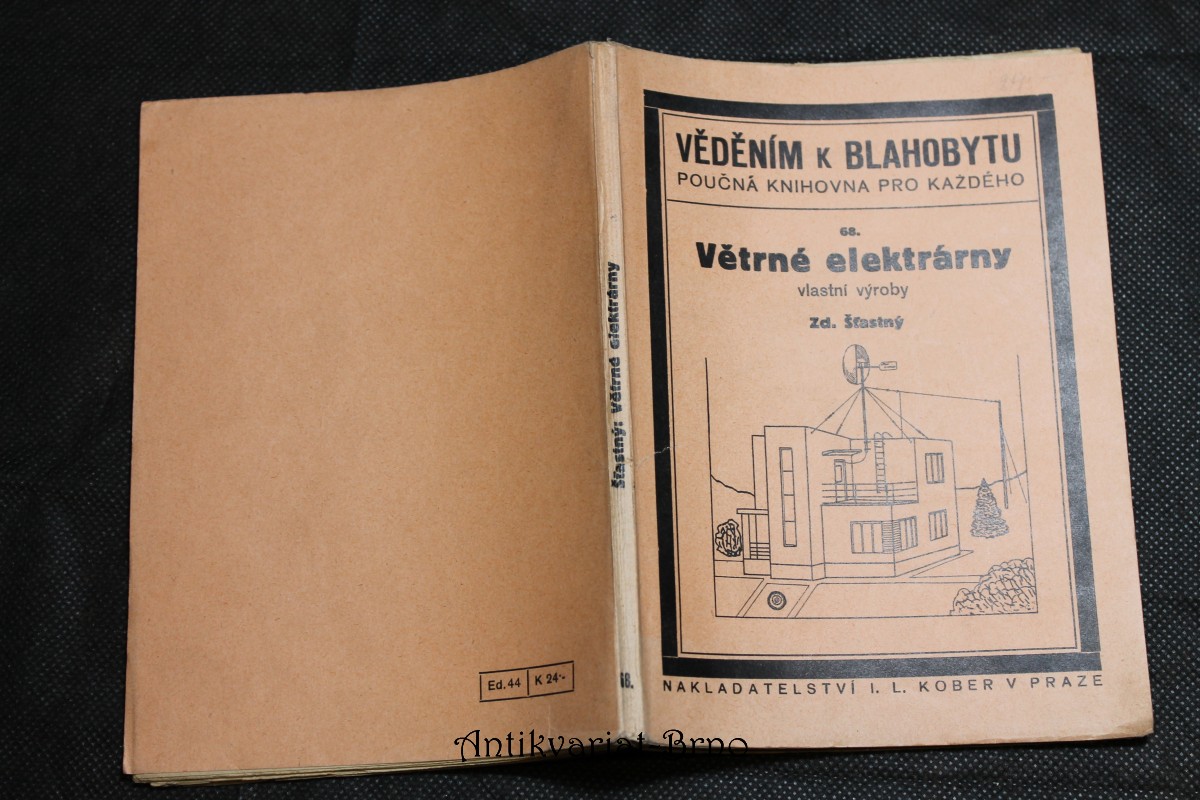 VĚDĚNÍM K BLAHOBYTU
POUČNÁ KNIHOVNA PRO KAŽDÉHO
68.
Větrné elektrárny
vlastní výroby
Zd. Šťastný
NAKLADATELSTVÍ I. L. KOBER V PRAZE
Šťastný: Větrné elektrárny
68.
Ed. 44 K 24·-
Antikvariat Brno